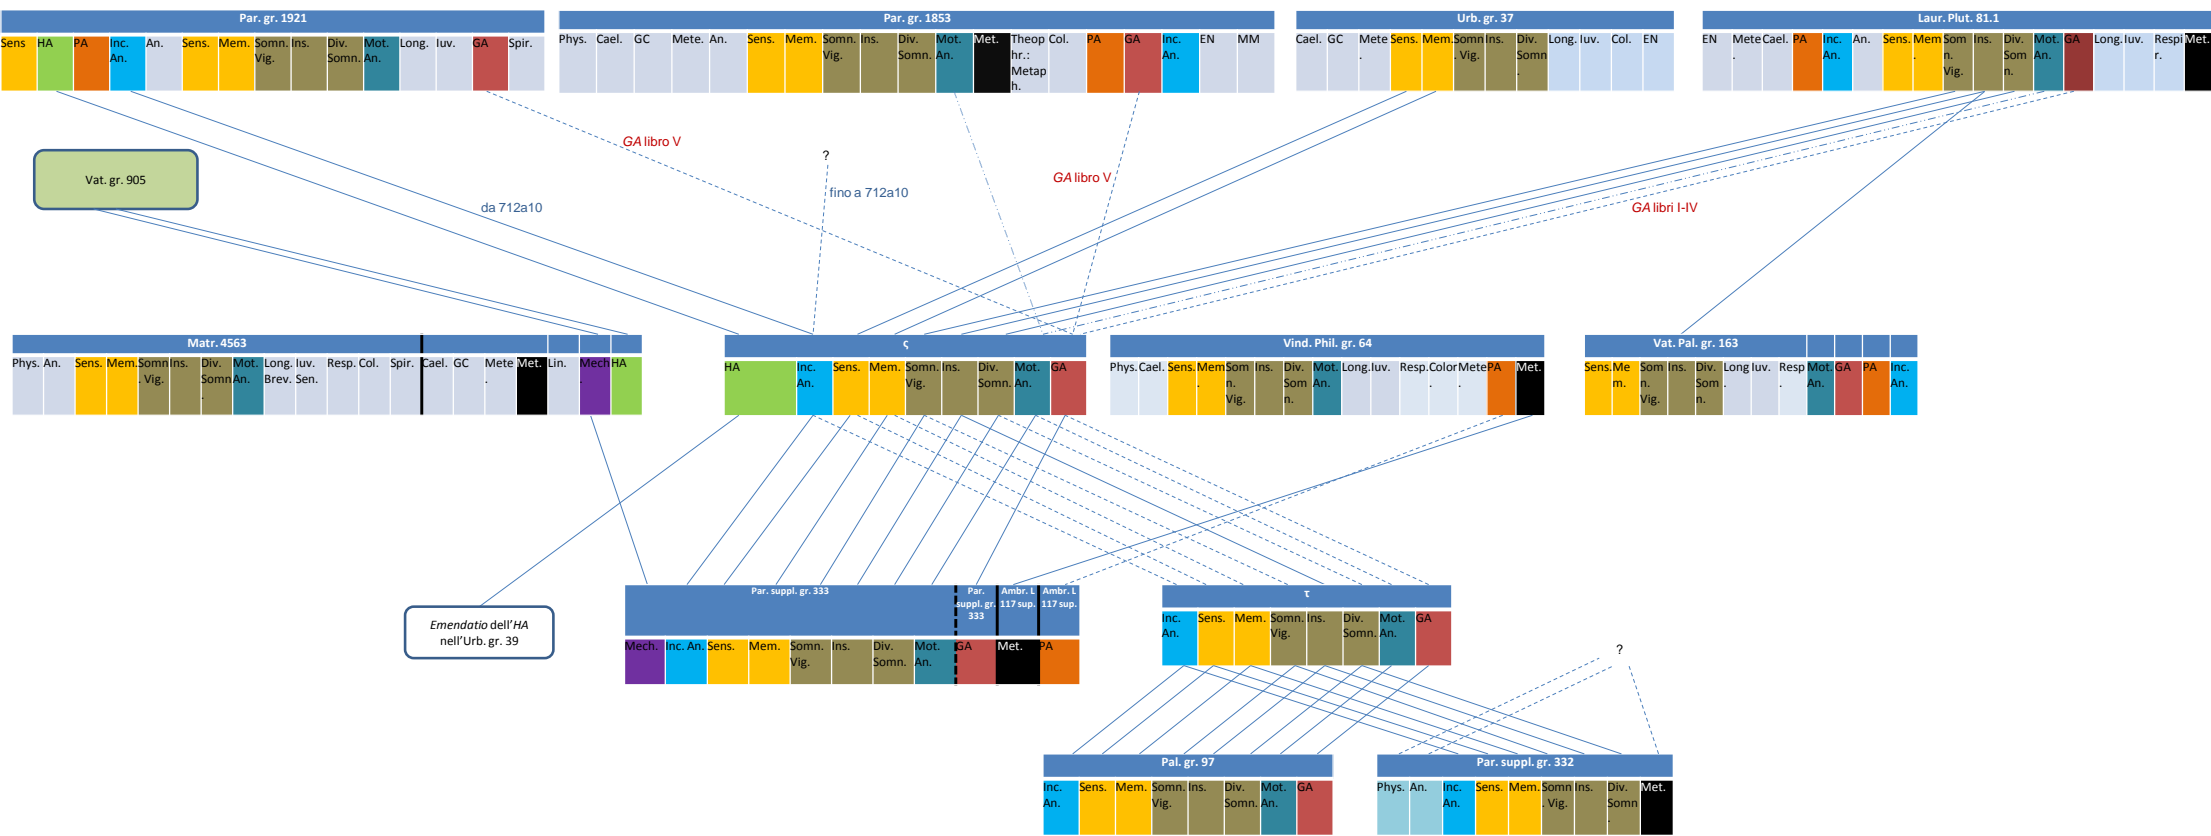 Par. gr. 1921
Sens HA PA Inc. An. An. Sens. Mem. Somn. Vig. Ins. Div. Somn. Mot. An. Long. Iuv. GA Spir.
Par. gr. 1853
Phys. Cael. GC Mete. An. Sens. Mem. Somn. Vig. Ins. Div. Somn. Mot. An. Met. Theop hr.: Metap h. Col. PA GA Inc. An. EN MM
Urb. gr. 37
Cael. GC Mete . Sens. Mem. Somn . Vig. Ins. Div. Somn . Long. Iuv. Col. EN
Laur. Plut. 81.1
EN Mete . Cael. PA Inc. An. An. Sens. Mem . Som n. Vig. Ins. Div. Som n. Mot. An. GA Long. Iuv. Respi r. Met.
GA libro V
?
Vat. gr. 905
da 712a10
fino a 712a10
GA libro V
GA libri I-IV
Matr. 4563
Phys. An. Sens. Mem. Somn . Vig. Ins. Div. Somn . Mot. An. Long. Brev. Iuv. Sen. Resp. Col. Spir. Cael. GC Mete . Met. Lin. Mech . HA
ς
HA Inc. An. Sens. Mem. Somn. Vig. Ins. Div. Somn. Mot. An. GA
Vind. Phil. gr. 64
Phys. Cael. Sens. Mem . Som n. Vig. Ins. Div. Som n. Mot. An. Long. Iuv. Resp. Color Mete . PA Met.
Vat. Pal. gr. 163
Sens. Me m. Som n. Vig. Ins. Div. Som n. Long . Iuv. Resp . Mot. An. GA PA Inc. An.
Emendatio dell'HA
nell'Urb. gr. 39
Par. suppl. gr. 333
Par. suppl. gr. 333
Ambr. L 117 sup.
Ambr. L 117 sup.
Mech. Inc. An. Sens. Mem. Somn. Vig. Ins. Div. Somn. Mot. An. GA Met. PA
τ
Inc. An. Sens. Mem. Somn. Vig. Ins. Div. Somn. Mot. An. GA
?
Pal. gr. 97
Inc. An. Sens. Mem. Somn. Vig. Ins. Div. Somn. Mot. An. GA
Par. suppl. gr. 332
Phys. An. Inc. An. Sens. Mem. Somn . Vig. Ins. Div. Somn . Met.